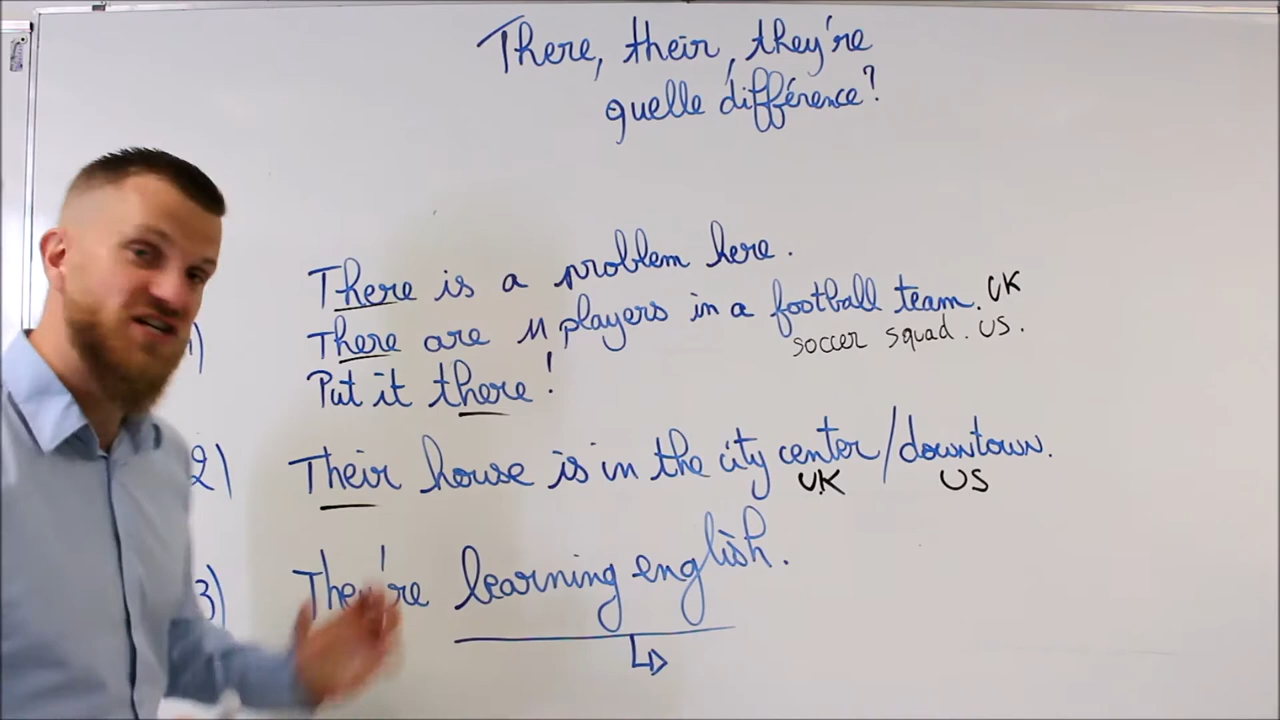 There, their, they're
quelle différence?
There is a problem here.
1) There are 11 players in a football team. UK
soccer squad. US.
Put it there!
2) Their house is in the city center/downtown.
UK US
3) They're learning english.